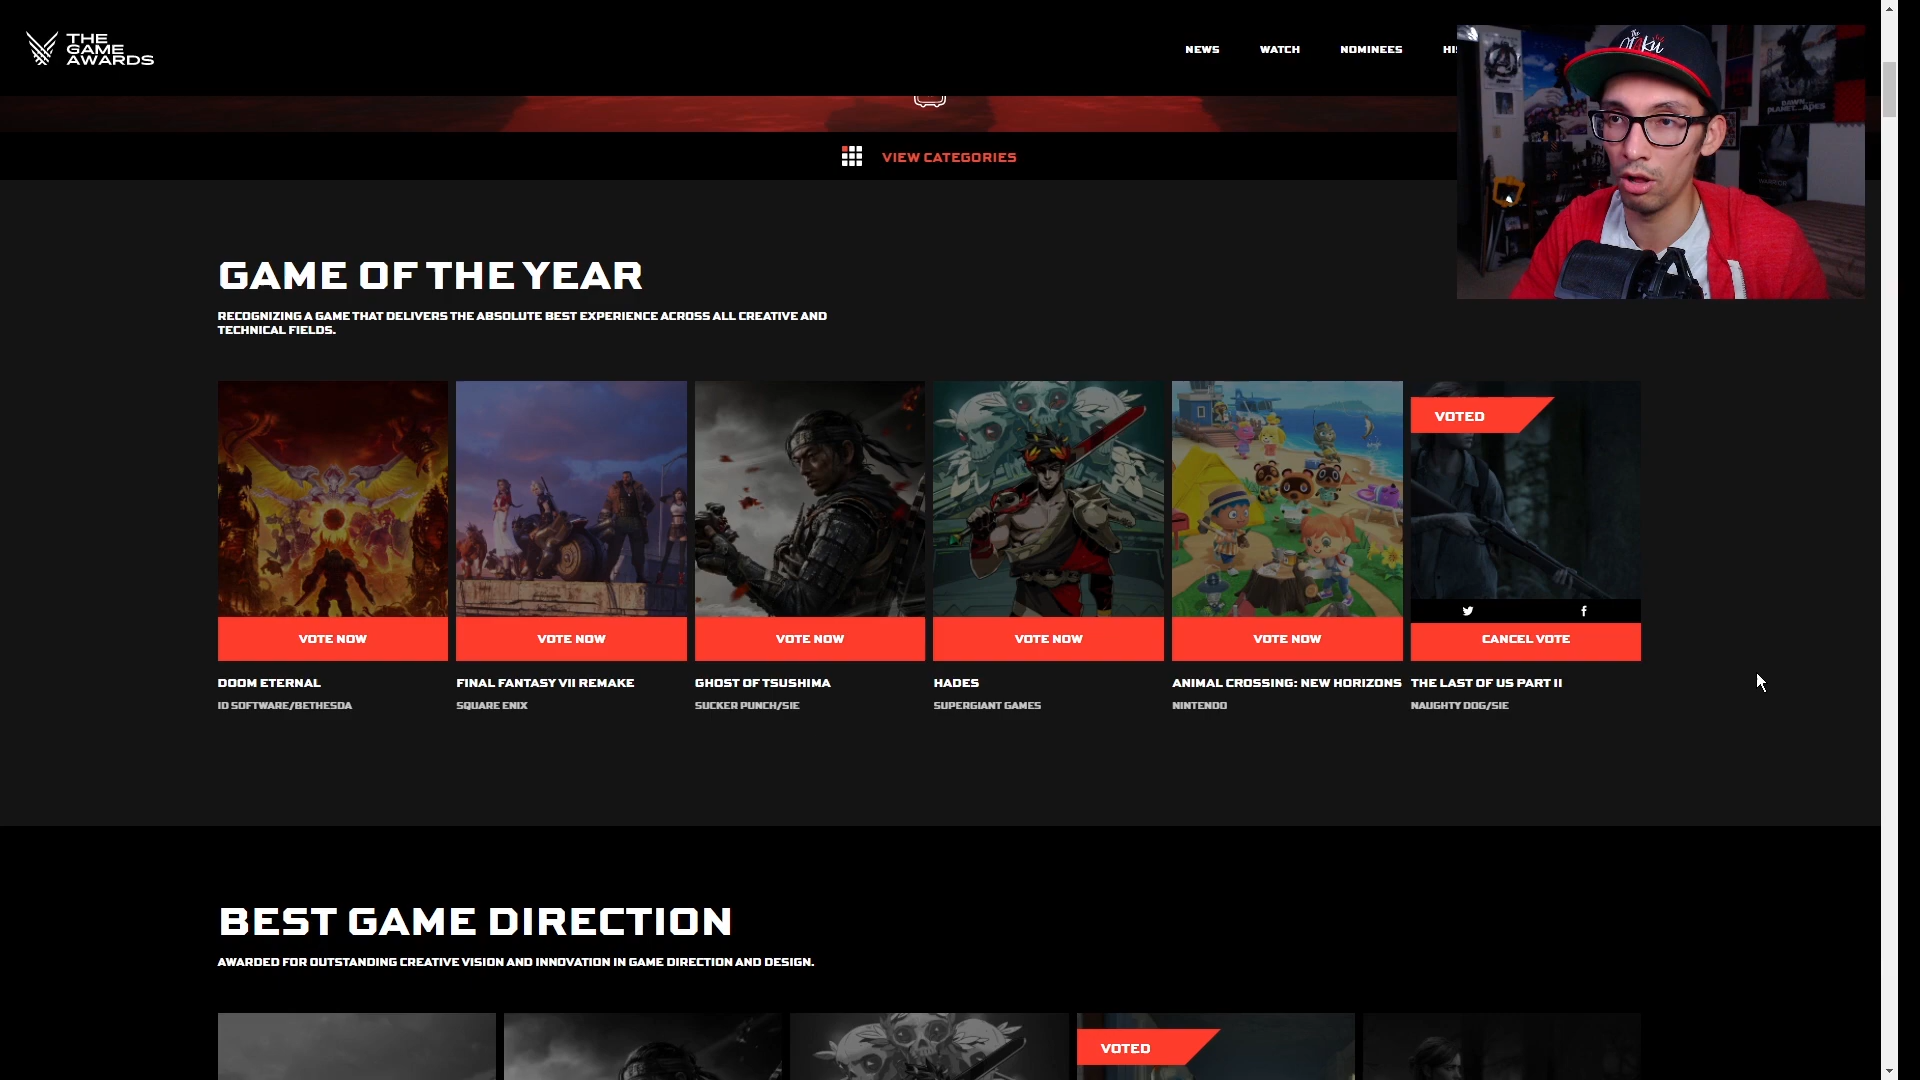 THE
GAME
AWARDS
NEWS
WATCH
NOMINEES
VIEW CATEGORIES
GAME OF THE YEAR
RECOGNIZING A GAME THAT DELIVERS THE ABSOLUTE BEST EXPERIENCE ACROSS ALL CREATIVE AND
TECHNICAL FIELDS.
VOTED
VOTE NOW
VOTE NOW
VOTE NOW
VOTE NOW
VOTE NOW
CANCEL VOTE
DOOM ETERNAL
FINAL FANTASY VII REMAKE
GHOST OF TSUSHIMA
HADES
ANIMAL CROSSING: NEW HORIZONS
THE LAST OF US PART II
ID SOFTWARE/BETHESDA
SQUARE ENIX
SUCKER PUNCH/SIE
SUPERGIANT GAMES
NINTENDO
NAUGHTY DOG/SIE
BEST GAME DIRECTION
AWARDED FOR OUTSTANDING CREATIVE VISION AND INNOVATION IN GAME DIRECTION AND DESIGN.
VOTED